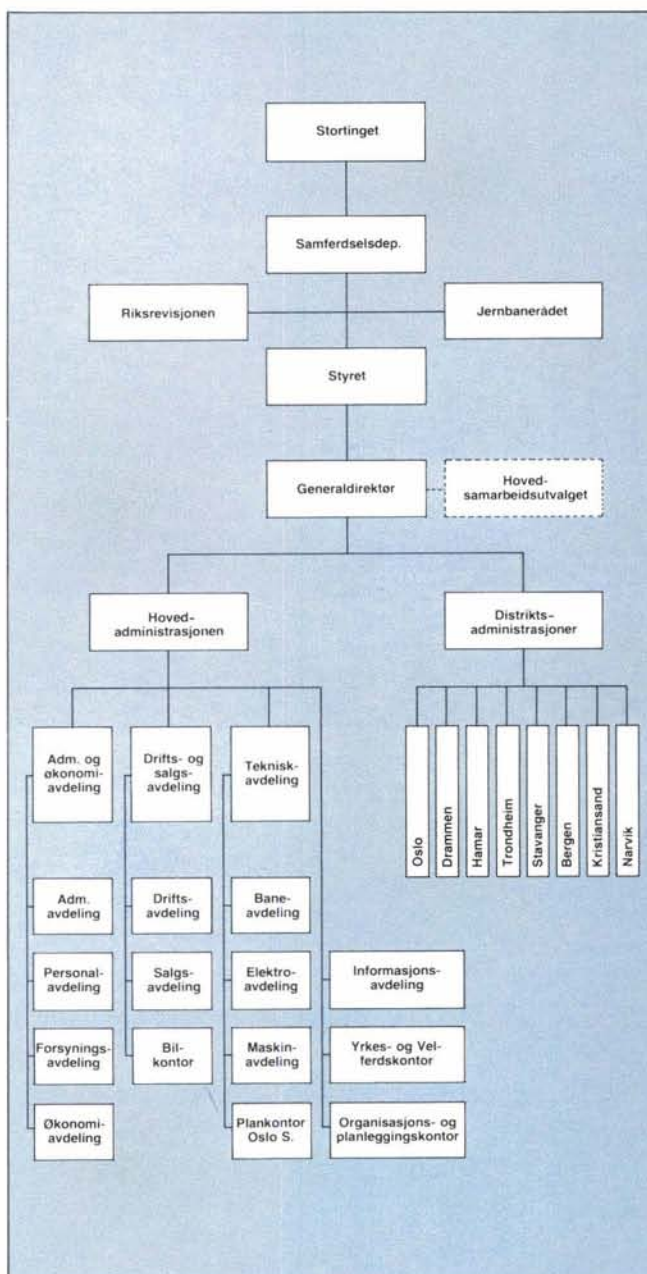 Stortinget
Samferdselsdep.
Riksrevisjonen
Jernbanerådet
Styret
Generaldirektør
Hoved-
samarbeidsutvalget
Hoved-
administrasjonen
Distrikts-
administrasjoner
Adm. og
økonomi-
avdeling
Drifts- og
salgs-
avdeling
Teknisk-
avdeling
Oslo
Drammen
Hamar
Trondheim
Stavanger
Bergen
Kristiansand
Narvik
Adm.
avdeling
Drifts-
avdeling
Bane-
avdeling
Personal-
avdeling
Salgs-
avdeling
Elektro-
avdeling
Informasjons-
avdeling
Forsynings-
avdeling
Bil-
kontor
Maskin-
avdeling
Yrkes- og Vel-
ferdskontor
Økonomi-
avdeling
Plankontor
Oslo S.
Organisasjons- og
planleggingskontor